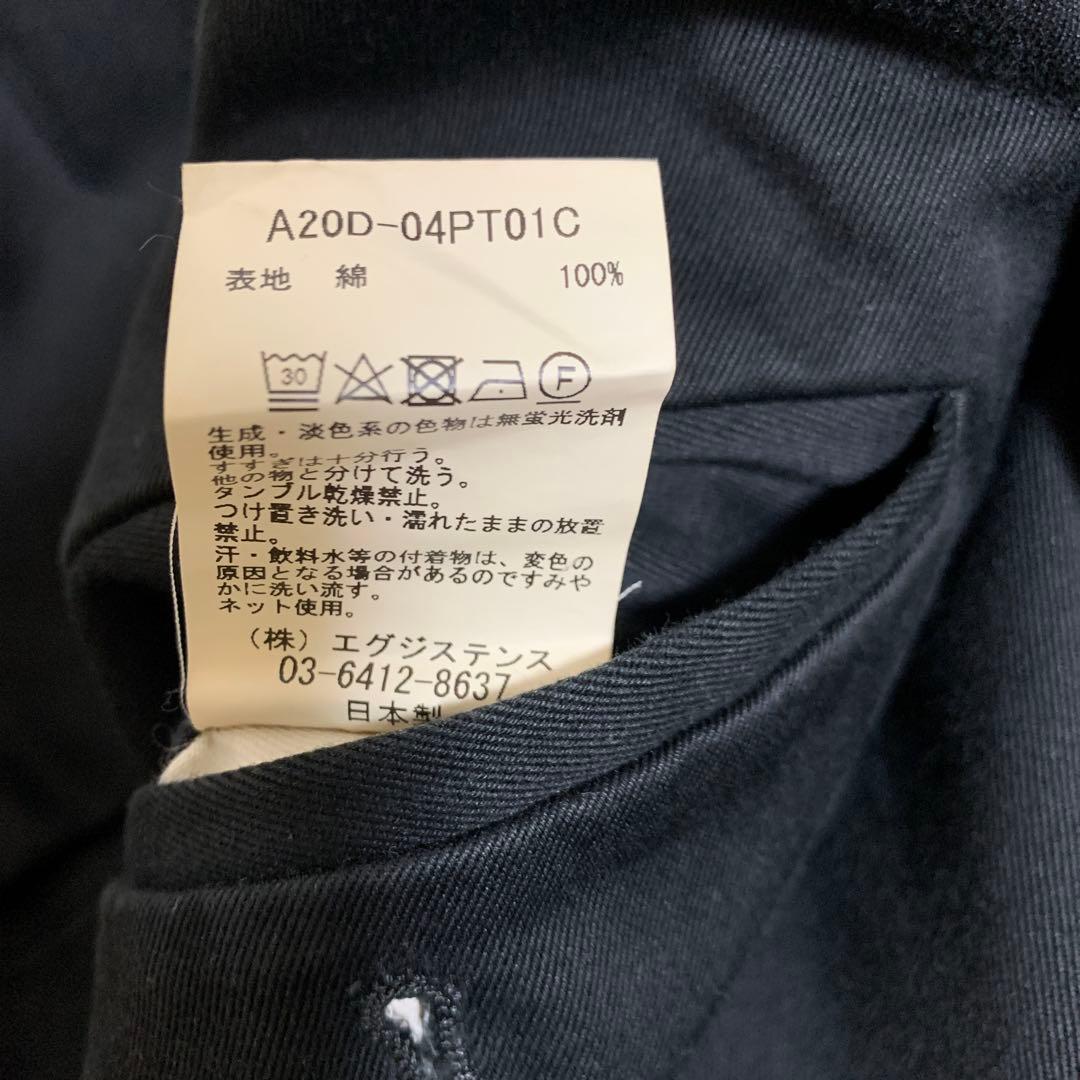 A20D-04PT01C
表地 綿 100%
30 F
生成・淡色系の色物は無蛍光洗剤
使用。
すすぎは十分行う。
他の物と分けて洗う。
タンブル乾燥禁止。
つけ置き洗い・濡れたままの放置
禁止。
汗・飲料水等の付着物は、変色の
原因となる場合があるのですみや
かに洗い流す。
ネット使用。
（株）エグジステンス
03-6412-8637
日本製